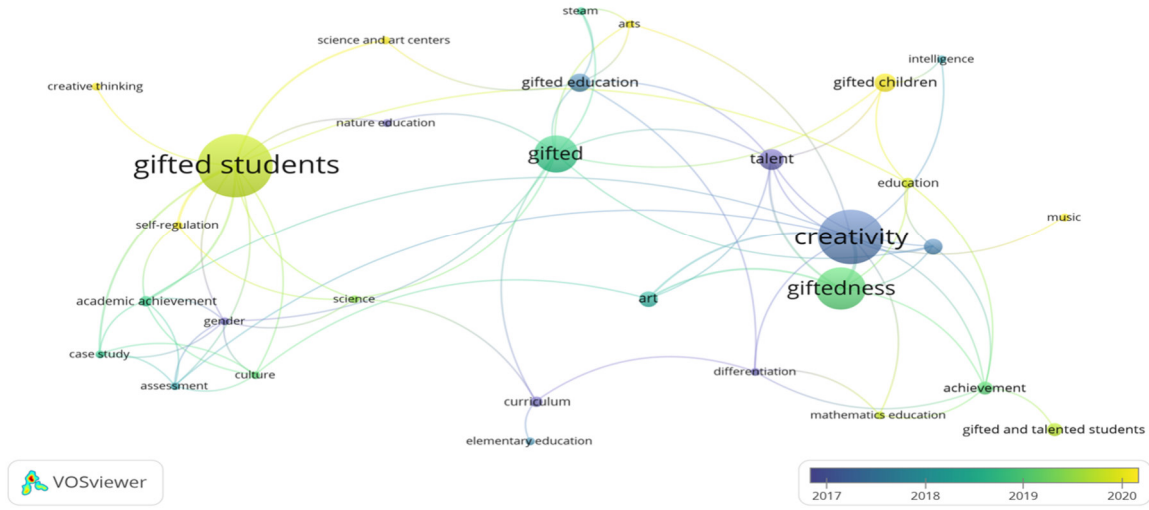 steam
arts
science and art centers
intelligence
gifted education
gifted children
creative thinking
nature education
gifted students
gifted
talent
education
self-regulation
music
creativity
giftedness
academic achievement
science
art
gender
case study
culture
assessment
differentiation
achievement
curriculum
mathematics education
gifted and talented students
elementary education
VOSviewer
2017
2018
2019
2020